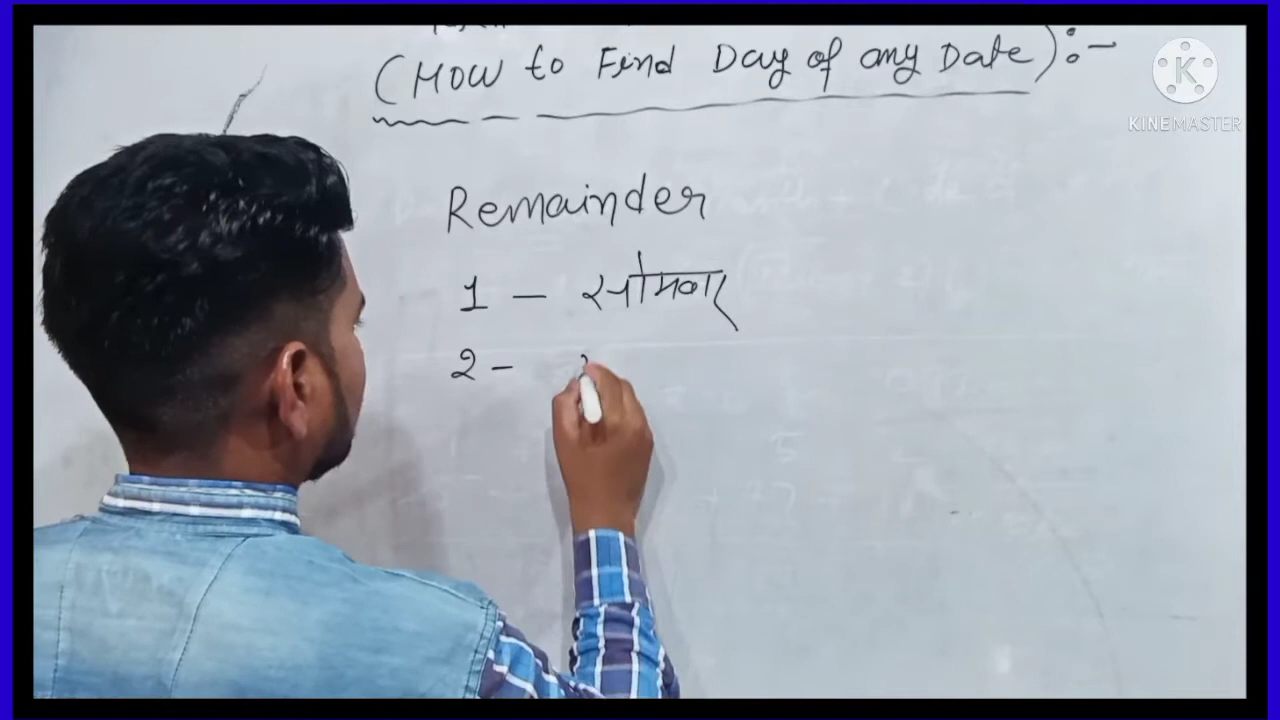 (HOW to Find Day of any Date):-
KINEMASTER
Remainder
1 - सोमवार
2 -